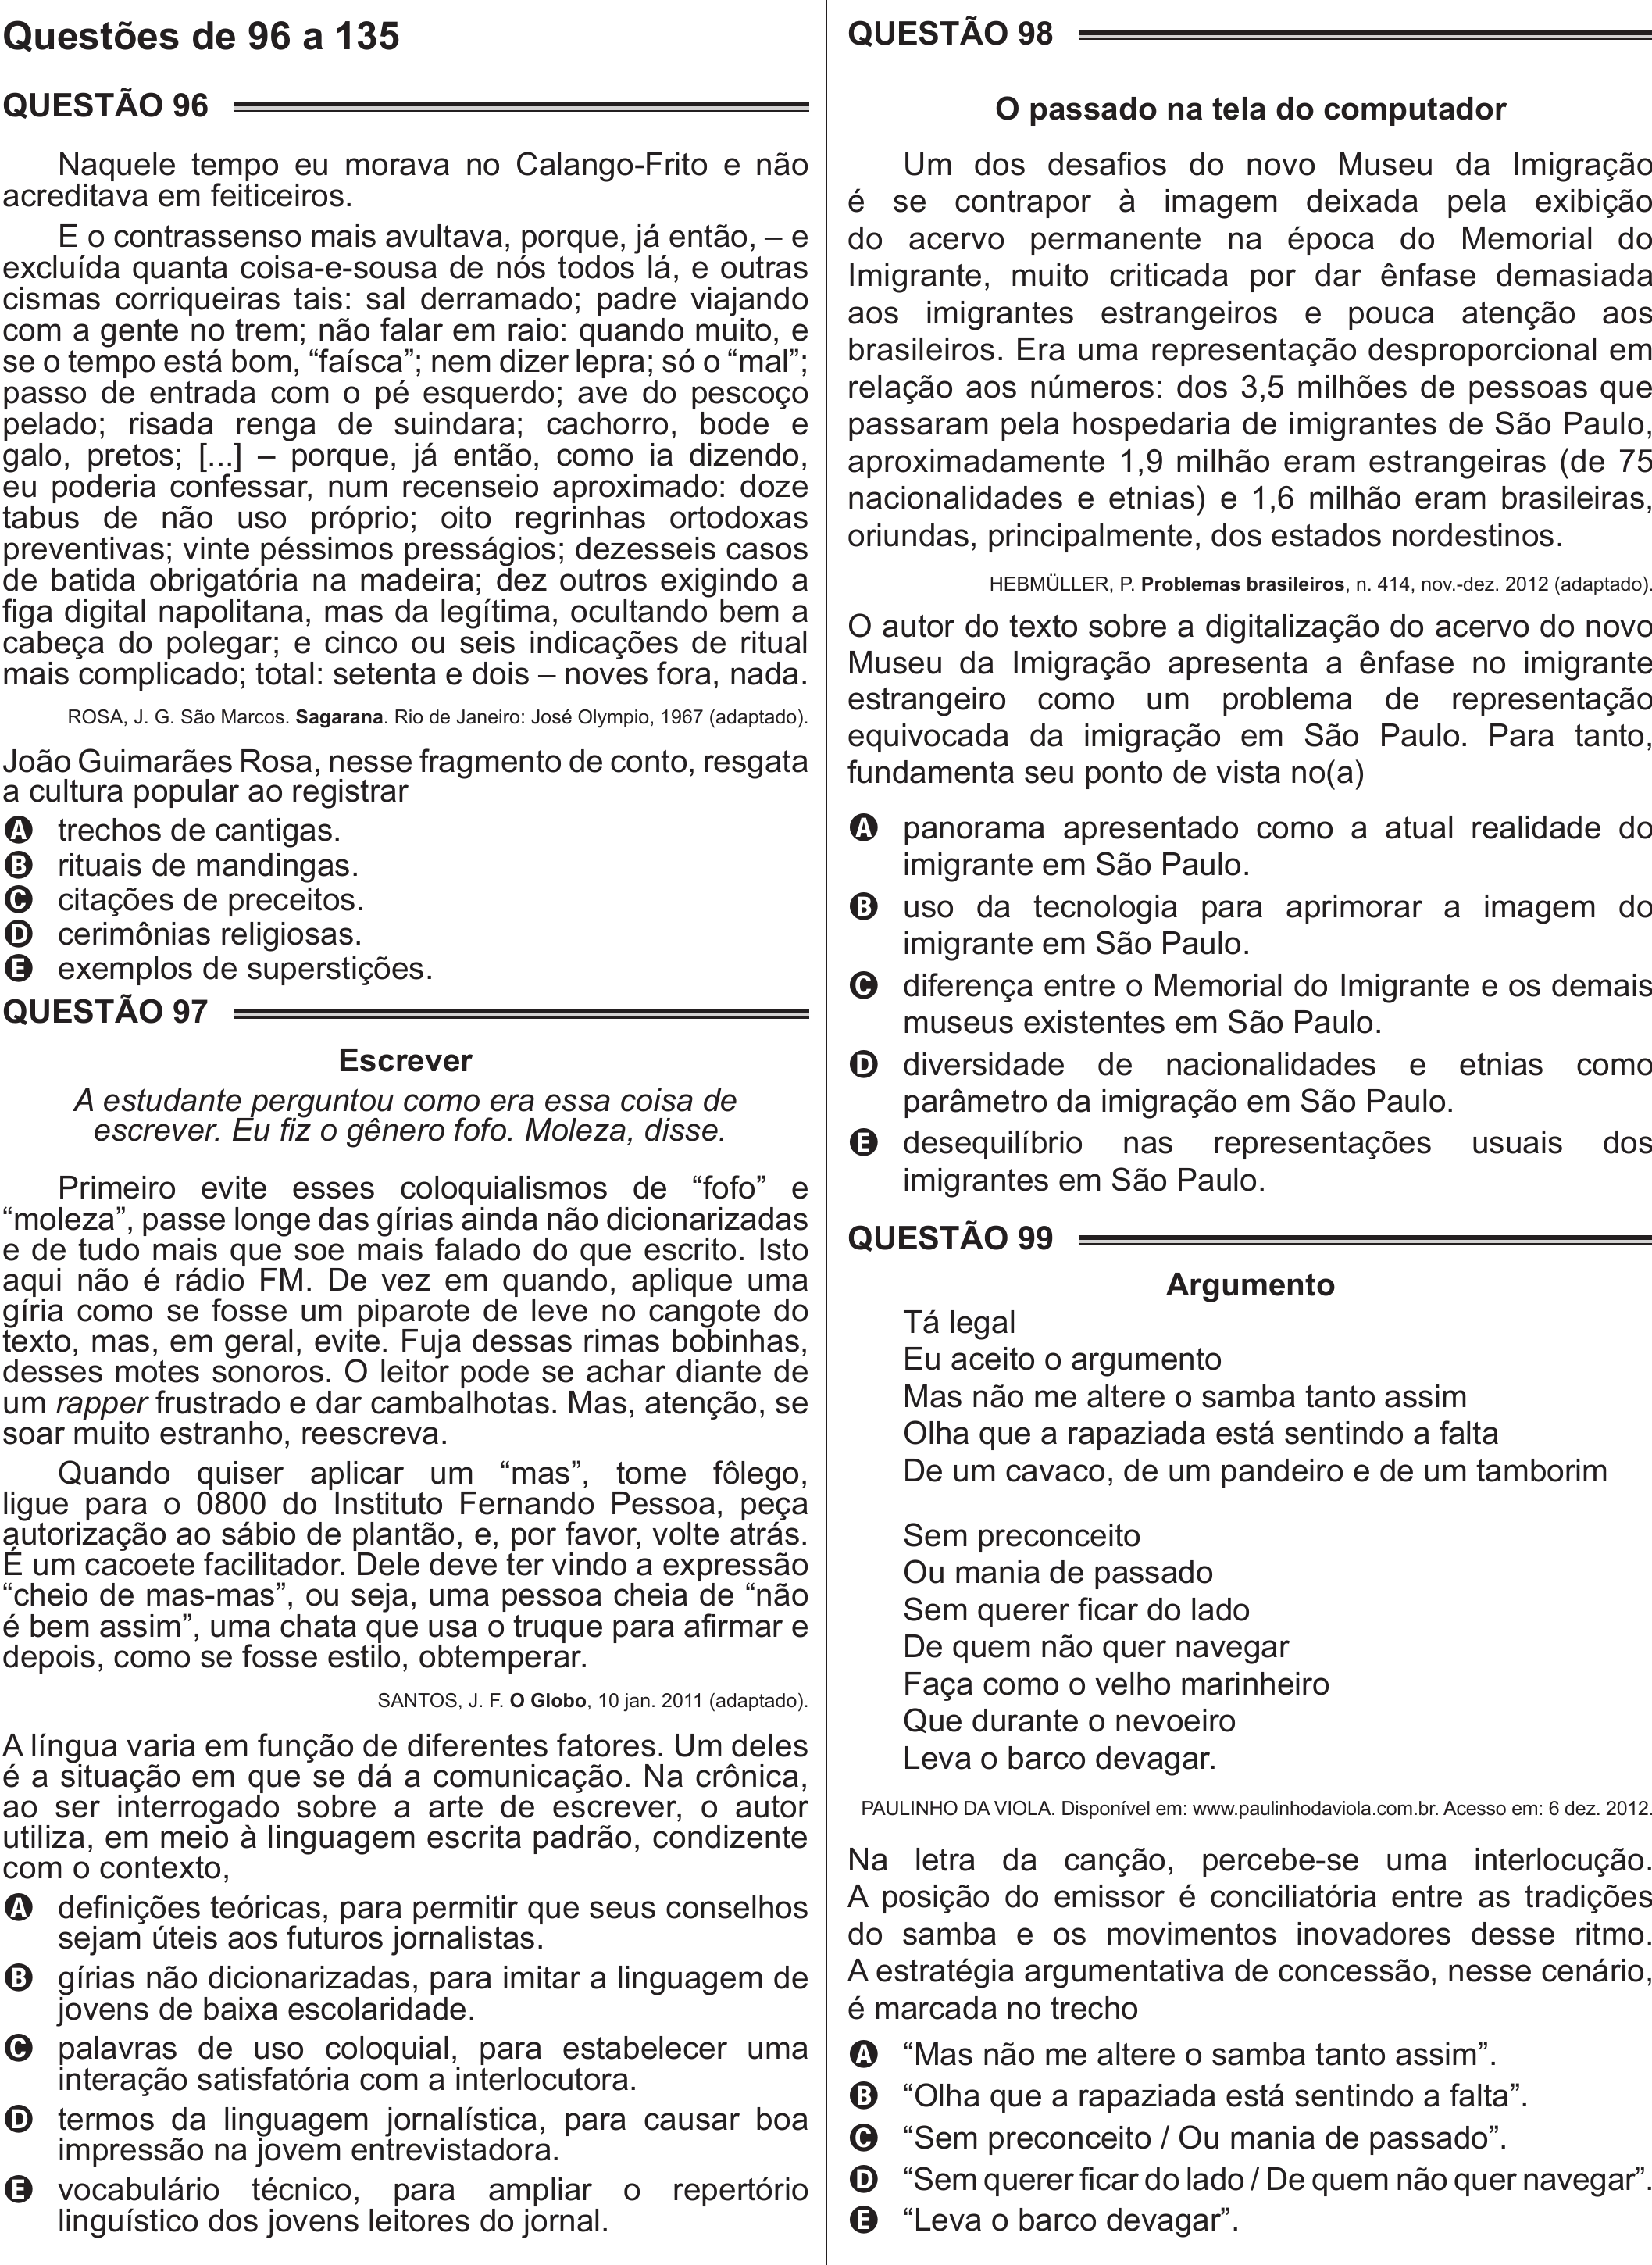 Questões de 96 a 135
QUESTÃO 96
Naquele tempo eu morava no Calango-Frito e não
acreditava em feiticeiros.
E o contrassenso mais avultava, porque, já então, – e
excluída quanta coisa-e-sousa de nós todos lá, e outras
cismas corriqueiras tais: sal derramado; padre viajando
com a gente no trem; não falar em raio: quando muito, e
se o tempo está bom, “faísca”; nem dizer lepra; só o “mal”;
passo de entrada com o pé esquerdo; ave do pescoço
pelado; risada renga de suindara; cachorro, bode e
galo, pretos; [...] – porque, já então, como ia dizendo,
eu poderia confessar, num recenseio aproximado: doze
tabus de não uso próprio; oito regrinhas ortodoxas
preventivas; vinte péssimos presságios; dezesseis casos
de batida obrigatória na madeira; dez outros exigindo a
figa digital napolitana, mas da legítima, ocultando bem a
cabeça do polegar; e cinco ou seis indicações de ritual
mais complicado; total: setenta e dois – noves fora, nada.
ROSA, J. G. São Marcos. Sagarana. Rio de Janeiro: José Olympio, 1967 (adaptado).
João Guimarães Rosa, nesse fragmento de conto, resgata
a cultura popular ao registrar
A trechos de cantigas.
B rituais de mandingas.
C citações de preceitos.
D cerimônias religiosas.
E exemplos de superstições.
QUESTÃO 97
Escrever
A estudante perguntou como era essa coisa de
escrever. Eu fiz o gênero fofo. Moleza, disse.
Primeiro evite esses coloquialismos de “fofo” e
“moleza”, passe longe das gírias ainda não dicionarizadas
e de tudo mais que soe mais falado do que escrito. Isto
aqui não é rádio FM. De vez em quando, aplique uma
gíria como se fosse um piparote de leve no cangote do
texto, mas, em geral, evite. Fuja dessas rimas bobinhas,
desses motes sonoros. O leitor pode se achar diante de
um rapper frustrado e dar cambalhotas. Mas, atenção, se
soar muito estranho, reescreva.
Quando quiser aplicar um “mas”, tome fôlego,
ligue para o 0800 do Instituto Fernando Pessoa, peça
autorização ao sábio de plantão, e, por favor, volte atrás.
É um cacoete facilitador. Dele deve ter vindo a expressão
“cheio de mas-mas”, ou seja, uma pessoa cheia de “não
é bem assim”, uma chata que usa o truque para afirmar e
depois, como se fosse estilo, obtemperar.
SANTOS, J. F. O Globo, 10 jan. 2011 (adaptado).
A língua varia em função de diferentes fatores. Um deles
é a situação em que se dá a comunicação. Na crônica,
ao ser interrogado sobre a arte de escrever, o autor
utiliza, em meio à linguagem escrita padrão, condizente
com o contexto,
A definições teóricas, para permitir que seus conselhos
sejam úteis aos futuros jornalistas.
B gírias não dicionarizadas, para imitar a linguagem de
jovens de baixa escolaridade.
C palavras de uso coloquial, para estabelecer uma
interação satisfatória com a interlocutora.
D termos da linguagem jornalística, para causar boa
impressão na jovem entrevistadora.
E vocabulário técnico, para ampliar o repertório
linguístico dos jovens leitores do jornal.
QUESTÃO 98
O passado na tela do computador
Um dos desafios do novo Museu da Imigração
é se contrapor à imagem deixada pela exibição
do acervo permanente na época do Memorial do
Imigrante, muito criticada por dar ênfase demasiada
aos imigrantes estrangeiros e pouca atenção aos
brasileiros. Era uma representação desproporcional em
relação aos números: dos 3,5 milhões de pessoas que
passaram pela hospedaria de imigrantes de São Paulo,
aproximadamente 1,9 milhão eram estrangeiras (de 75
nacionalidades e etnias) e 1,6 milhão eram brasileiras,
oriundas, principalmente, dos estados nordestinos.
HEBMÜLLER, P. Problemas brasileiros, n. 414, nov.-dez. 2012 (adaptado).
O autor do texto sobre a digitalização do acervo do novo
Museu da Imigração apresenta a ênfase no imigrante
estrangeiro como um problema de representação
equivocada da imigração em São Paulo. Para tanto,
fundamenta seu ponto de vista no(a)
A panorama apresentado como a atual realidade do
imigrante em São Paulo.
B uso da tecnologia para aprimorar a imagem do
imigrante em São Paulo.
C diferença entre o Memorial do Imigrante e os demais
museus existentes em São Paulo.
D diversidade de nacionalidades e etnias como
parâmetro da imigração em São Paulo.
E desequilíbrio nas representações usuais dos
imigrantes em São Paulo.
QUESTÃO 99
Argumento
Tá legal
Eu aceito o argumento
Mas não me altere o samba tanto assim
Olha que a rapaziada está sentindo a falta
De um cavaco, de um pandeiro e de um tamborim
Sem preconceito
Ou mania de passado
Sem querer ficar do lado
De quem não quer navegar
Faça como o velho marinheiro
Que durante o nevoeiro
Leva o barco devagar.
PAULINHO DA VIOLA. Disponível em: www.paulinhodaviola.com.br. Acesso em: 6 dez. 2012.
Na letra da canção, percebe-se uma interlocução.
A posição do emissor é conciliatória entre as tradições
do samba e os movimentos inovadores desse ritmo.
A estratégia argumentativa de concessão, nesse cenário,
é marcada no trecho
A “Mas não me altere o samba tanto assim”.
B “Olha que a rapaziada está sentindo a falta”.
C “Sem preconceito / Ou mania de passado”.
D “Sem querer ficar do lado / De quem não quer navegar”.
E “Leva o barco devagar”.